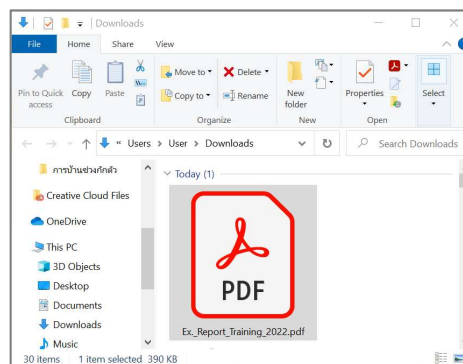 Downloads
File Home Share View
Pin to Quick access
Copy
Paste
Move to
Copy to
Delete
Rename
New folder
Properties
Select
Clipboard Organize New Open
« Users > User > Downloads
Search Downloads
การบ้านช่วงกักตัว
Creative Cloud Files
OneDrive
This PC
3D Objects
Desktop
Documents
Downloads
Music
Today (1)
PDF
Ex._Report_Training_2022.pdf
30 items 1 item selected 390 KB